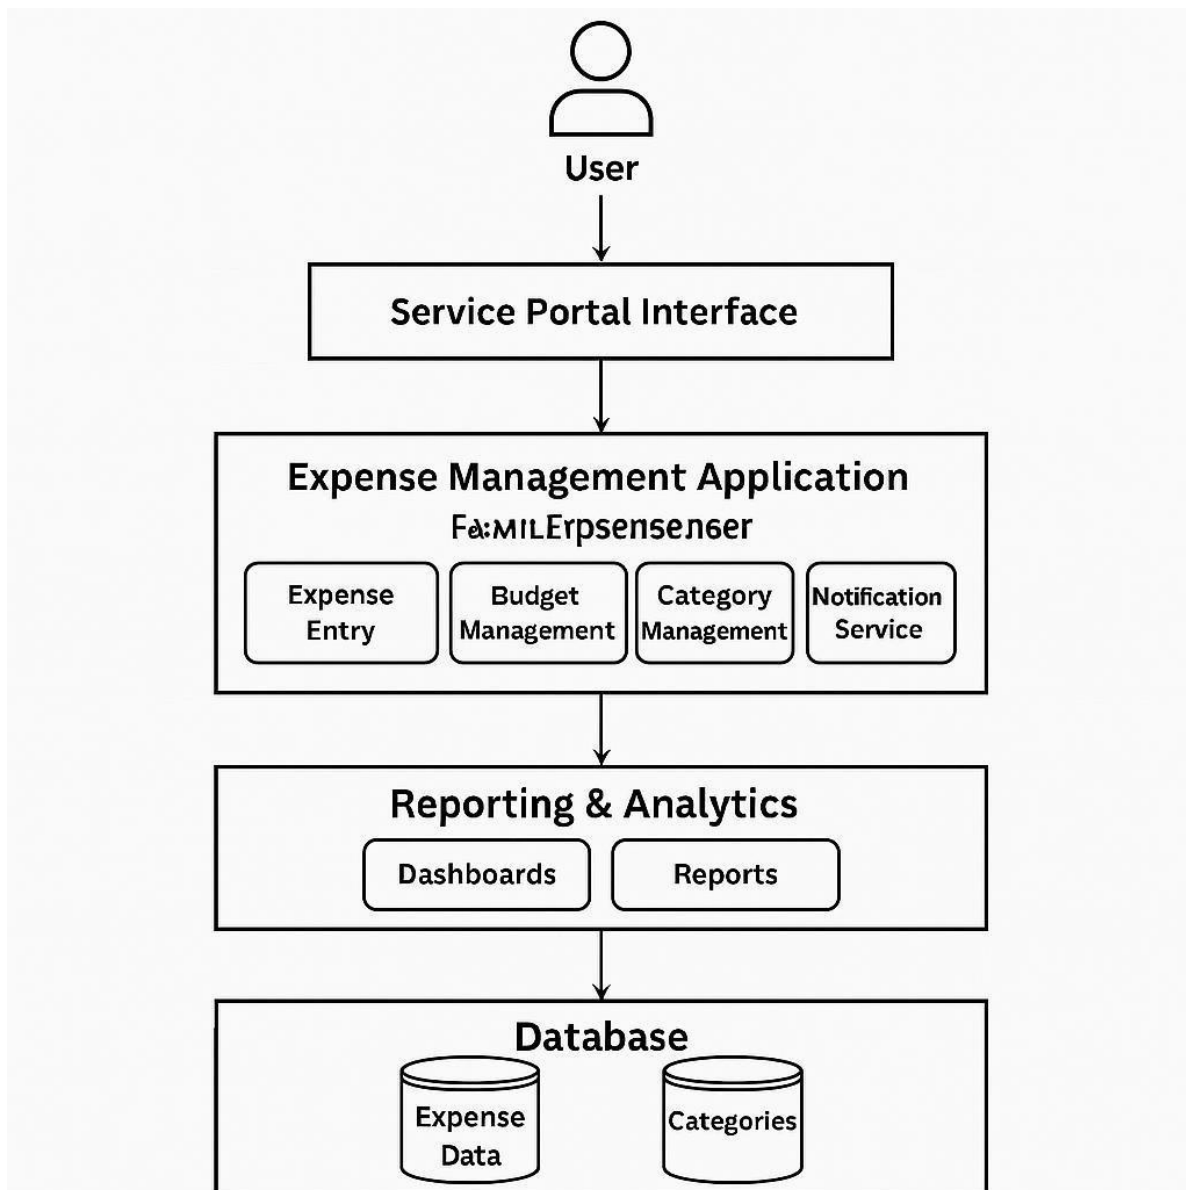 User
Service Portal Interface
Expense Management Application
Expense
Entry
Budget
Management
Category
Management
Notification
Service
Reporting & Analytics
Dashboards
Reports
Database
Expense
Data
Categories